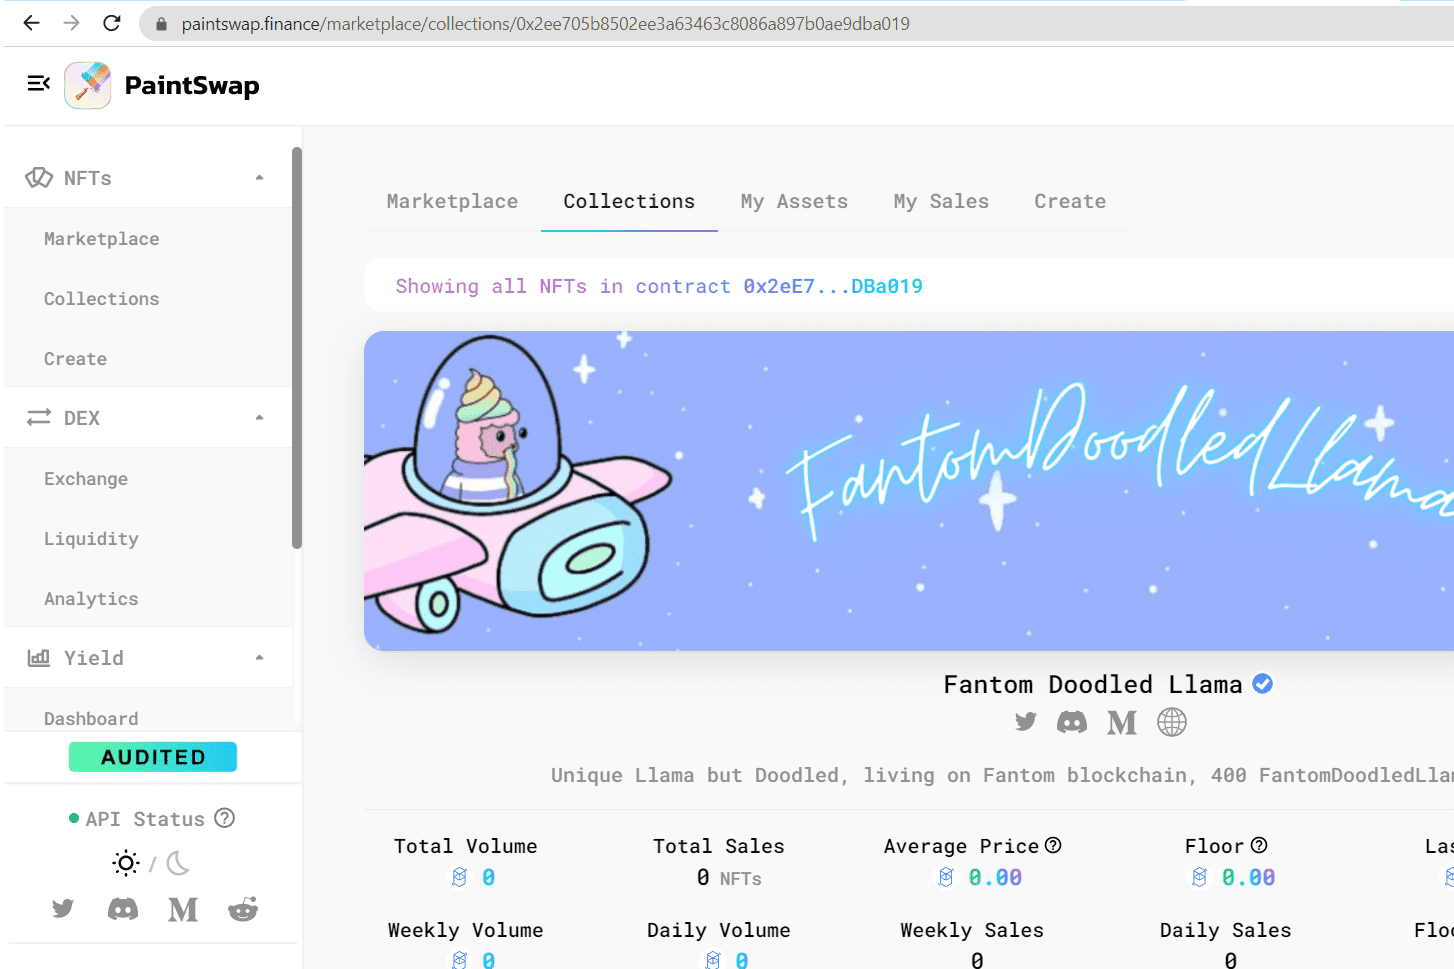 paintswap.finance/marketplace/collections/0x2ee705b8502ee3a63463c8086a897b0ae9dba019
PaintSwap
NFTs
Marketplace
Collections
Create
DEX
Exchange
Liquidity
Analytics
Yield
Dashboard
AUDITED
API Status
/
Marketplace Collections My Assets My Sales Create
Showing all NFTs in contract 0x2eE7...DBa019
FantomDoodledLlama
Fantom Doodled Llama
Unique Llama but Doodled, living on Fantom blockchain, 400 FantomDoodledLlam
Total Volume Total Sales Average Price Floor Las
0 0 NFTs 0.00 0.00
Weekly Volume Daily Volume Weekly Sales Daily Sales Floo
0 0 0 0